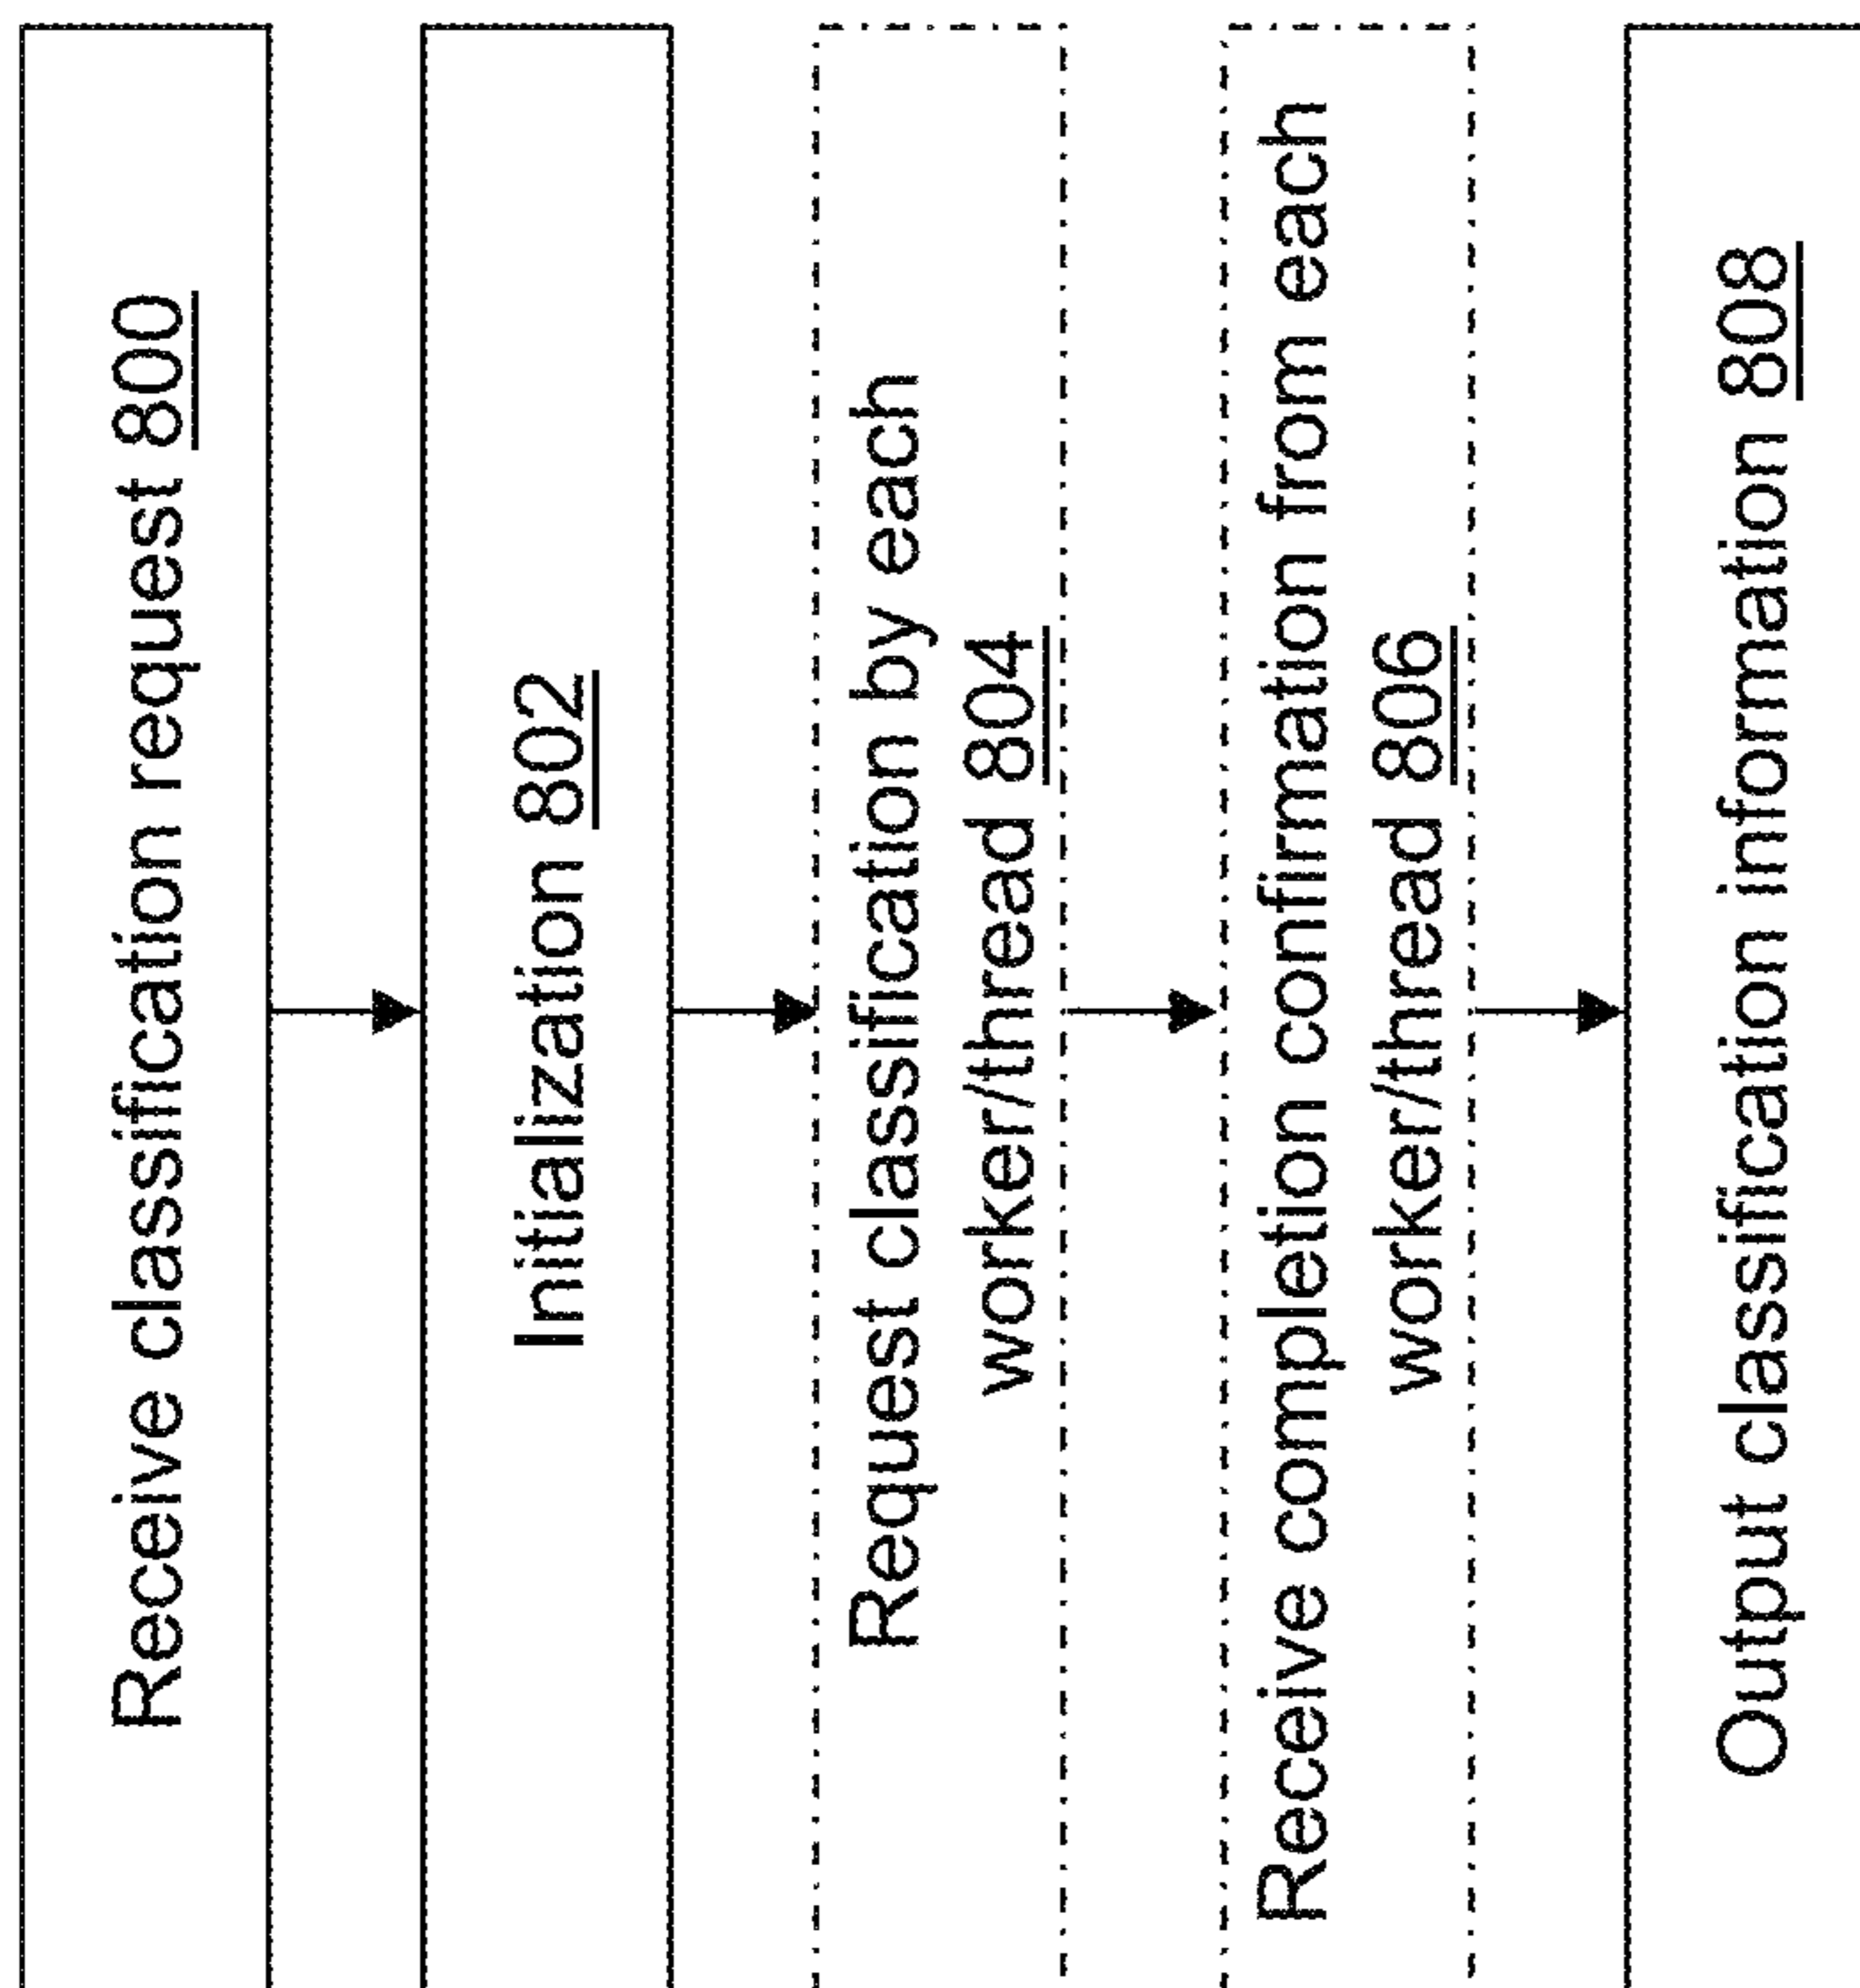 Receive classification request 800
Initialization 802
Request classification by each
worker/thread 804
Receive completion confirmation from each
worker/thread 806
Output classification information 808